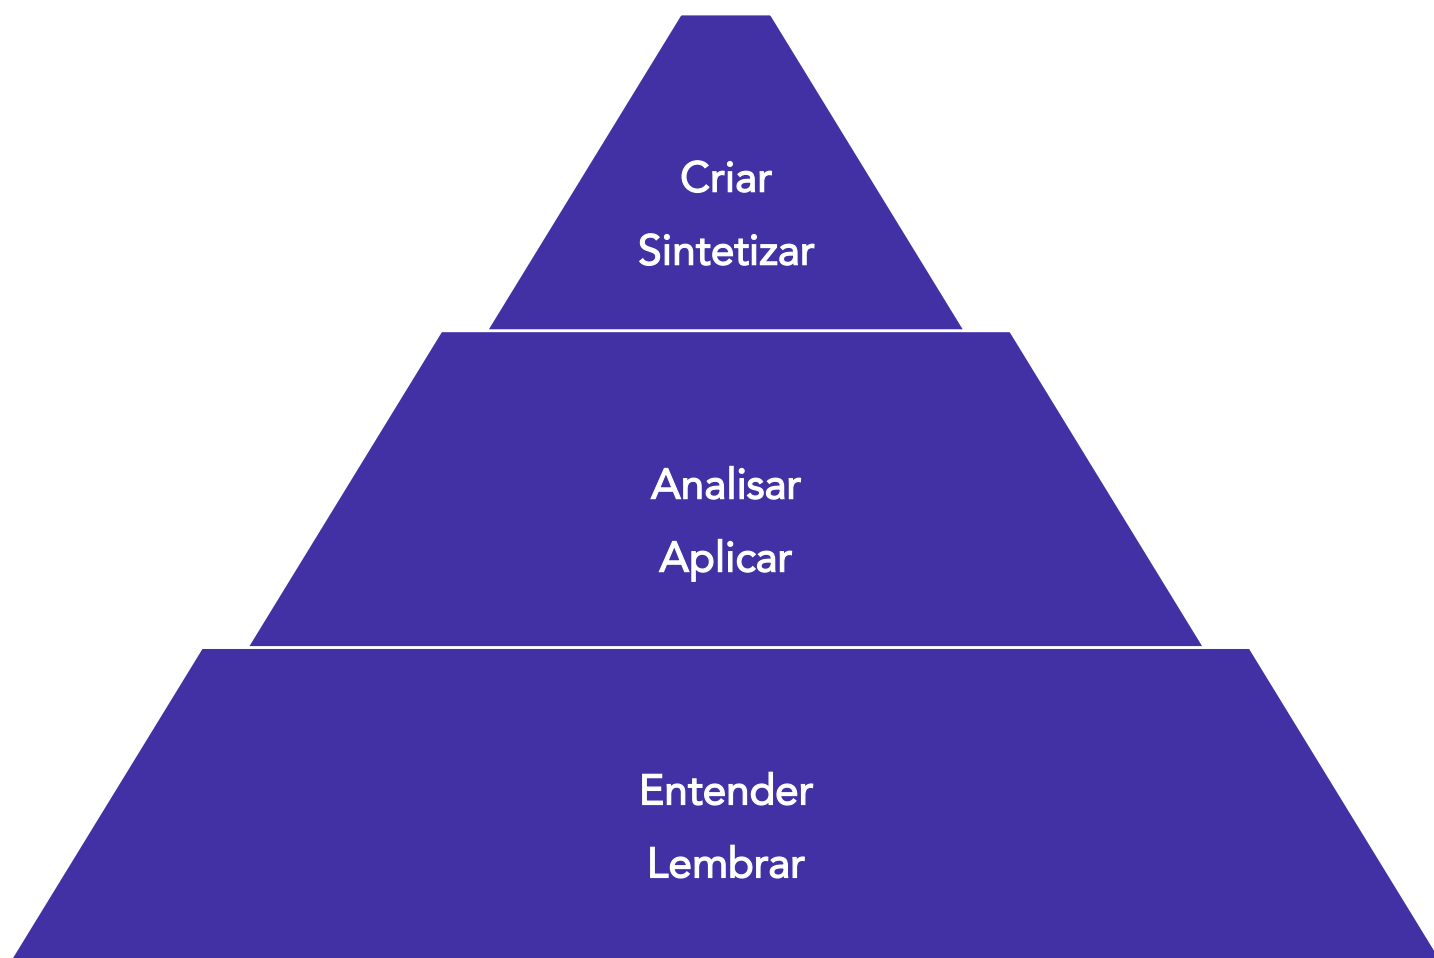 Criar
Sintetizar
Analisar
Aplicar
Entender
Lembrar